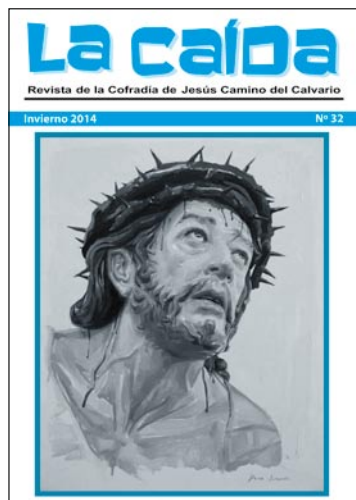 La caída
Revista de la Cofradía de Jesús Camino del Calvario
Invierno 2014 Nº 32